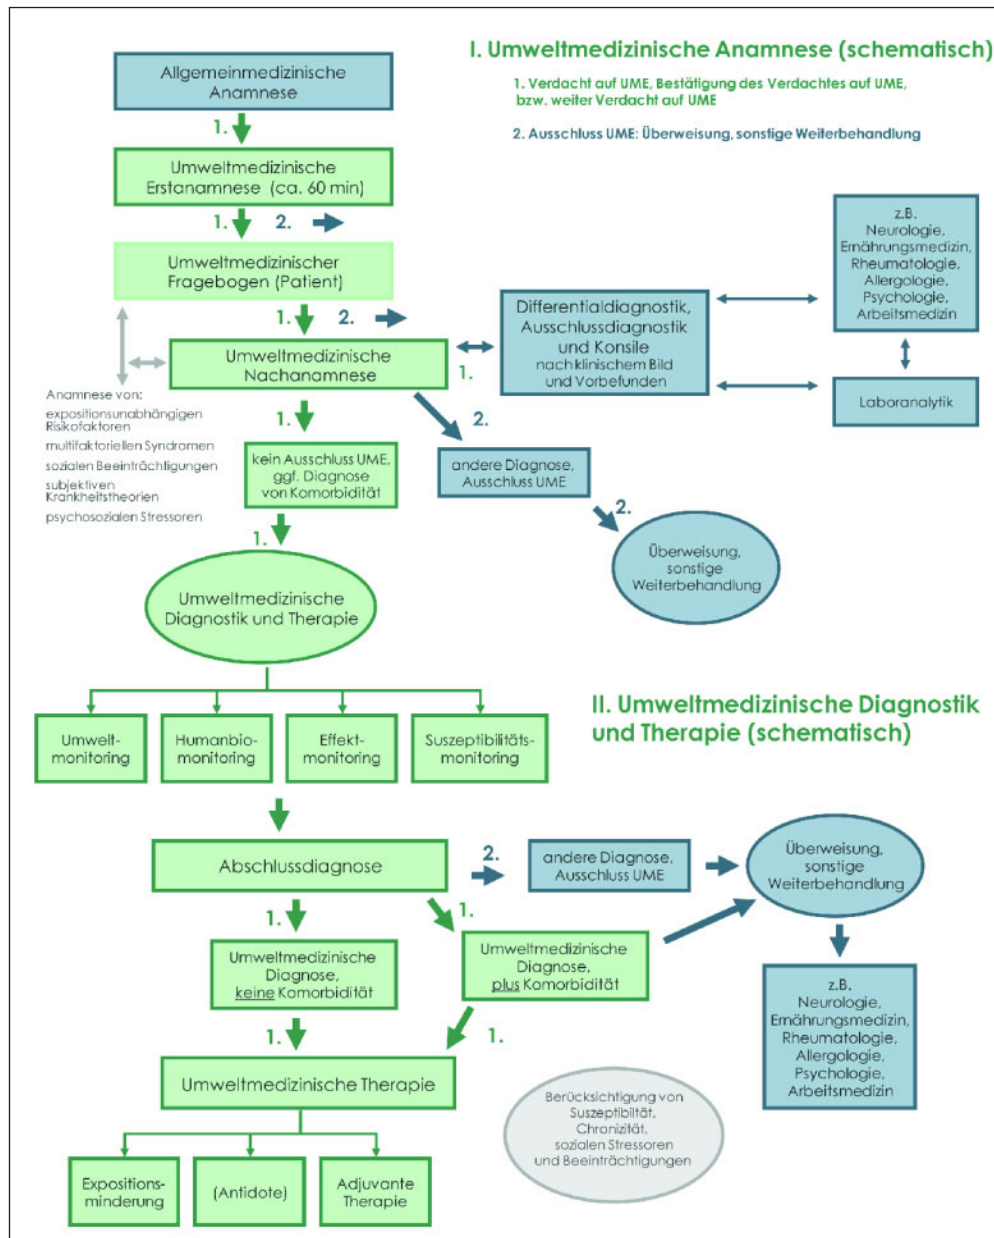 I. Umweltmedizinische Anamnese (schematisch)
1. Verdacht auf UME, Bestätigung des Verdachtes auf UME,
bzw. weiter Verdacht auf UME
2. Ausschluss UME: Überweisung, sonstige Weiterbehandlung
Allgemeinmedizinische
Anamnese
1.
Umweltmedizinische
Erstanamnese (ca. 60 min)
1.
2.
Umweltmedizinischer
Fragebogen (Patient)
1.
2.
Umweltmedizinische
Nachanamnese
1.
Differentialdiagnostik,
Ausschlussdiagnostik
und Konsile
nach klinischem Bild
und Vorbefunden
z.B.
Neurologie,
Ernährungsmedizin,
Rheumatologie,
Allergologie,
Psychologie,
Arbeitsmedizin
Laboranalytik
Anamnese von:
expositionsunabhängigen
Risikofaktoren
multifaktoriellen Syndromen
sozialen Beeinträchtigungen
subjektiven
Krankheitstheorien
psychosozialen Stressoren
1.
2.
kein Ausschluss UME,
ggf. Diagnose
von Komorbidität
andere Diagnose,
Ausschluss UME
1.
2.
Überweisung,
sonstige
Weiterbehandlung
Umweltmedizinische
Diagnostik und Therapie
II. Umweltmedizinische Diagnostik
und Therapie (schematisch)
Umwelt-
monitoring
Humanbio-
monitoring
Effekt-
monitoring
Suszeptibilitäts-
monitoring
Abschlussdiagnose
2.
andere Diagnose,
Ausschluss UME
Überweisung,
sonstige
Weiterbehandlung
1.
1.
Umweltmedizinische
Diagnose,
keine Komorbidität
Umweltmedizinische
Diagnose,
plus Komorbidität
z.B.
Neurologie,
Ernährungsmedizin,
Rheumatologie,
Allergologie,
Psychologie,
Arbeitsmedizin
1.
1.
Umweltmedizinische Therapie
Berücksichtigung von
Suszeptibiltät,
Chronizität,
sozialen Stressoren
und Beeinträchtigungen
Expositions-
minderung
(Antidote)
Adjuvante
Therapie